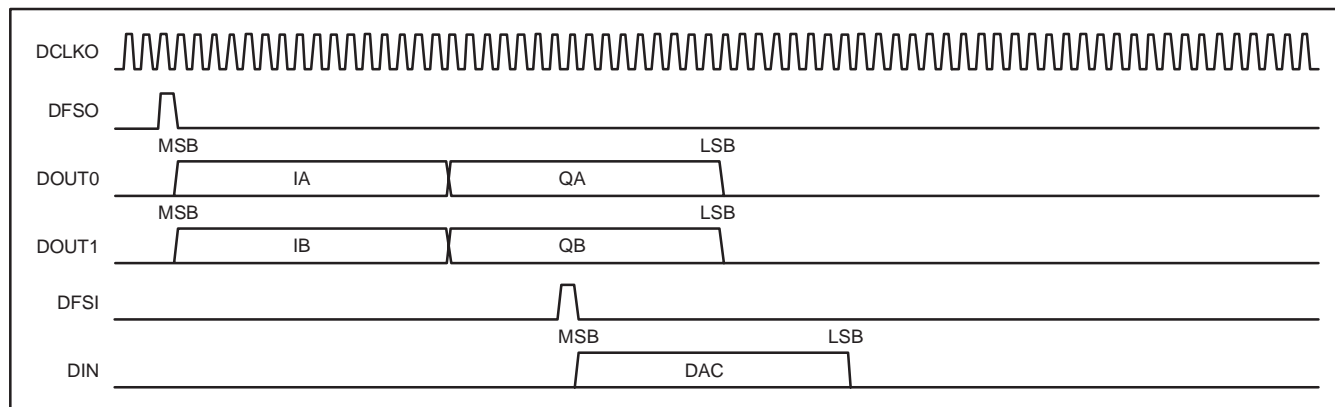 DCLKO
DFSO
MSB LSB
DOUT0 IA QA
MSB LSB
DOUT1 IB QB
DFSI
MSB LSB
DIN DAC